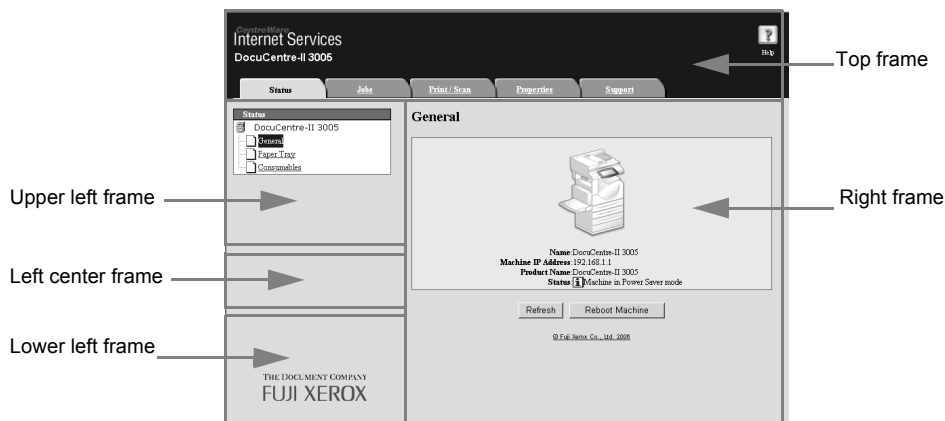 CentreWare
Internet Services
DocuCentre-II 3005
Help
Top frame
Status
Jobs
Print / Scan
Properties
Support
Status
DocuCentre-II 3005
General
Paper Tray
Consumables
General
Upper left frame
Right frame
Name:DocuCentre-II 3005
Machine IP Address:192.168.1.1
Product Name:DocuCentre-II 3005
Status: Machine in Power Saver mode
Left center frame
Refresh
Reboot Machine
© Fuji Xerox Co., Ltd. 2006
Lower left frame
THE DOCUMENT COMPANY
FUJI XEROX